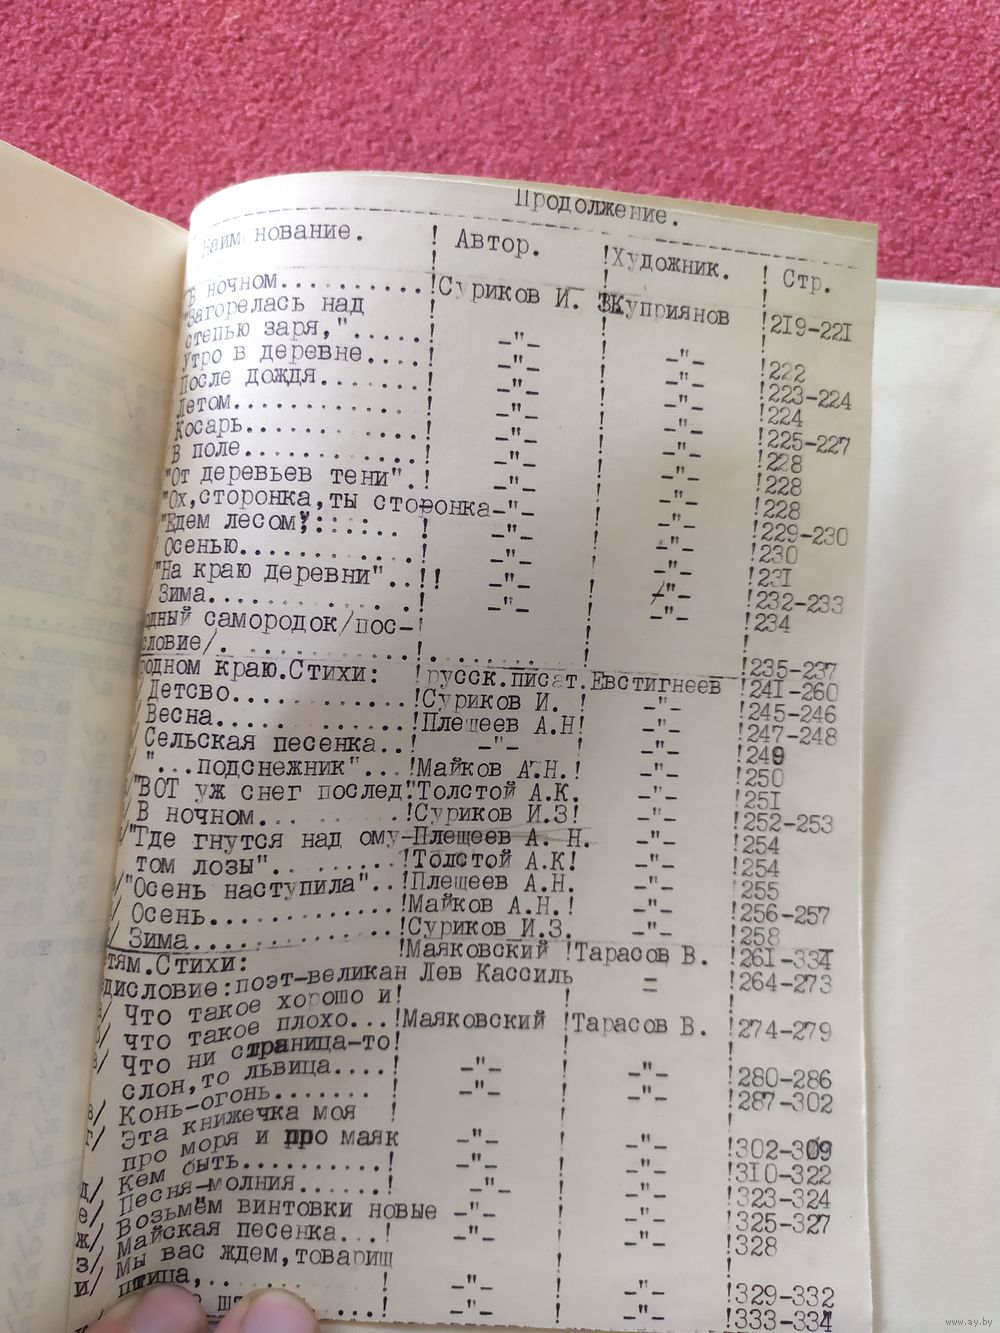 Продолжение.
Наименование. ! Автор. !Художник. ! Стр.
В ночном..........!Суриков И. З!Куприянов !219-221
"Загорелась над ! ! !
степью заря,".....! -"- ! -"- !222
Утро в деревне....! -"- ! -"- !223-224
После дождя.......! -"- ! -"- !224
Летом............! -"- ! -"- !225-227
Косарь............! -"- ! -"- !228
В поле............! -"- ! -"- !228
"От деревьев тени".! -"- ! -"- !228
"Ох,сторонка,ты сторонка-"- ! -"- !229-230
"Едем лесом":::::.. ! -"- ! -"- !230
/ Осенью...........! -"- ! -"- !231
/"На краю деревни"..!! -"- ! -"- !232-233
/ Зима..............! -"- ! -"- !234
одный самородок/пос-! ! !
словие/. ............ ! !235-237
родном краю.Стихи: !русск.писат.Евстигнеев !241-260
/ Детсво............!Суриков И. ! -"- !245-246
/Весна.............!Плещеев А.Н! -"- !247-248
/ Сельская песенка..! -"- ! -"- !249
/ "...подснежник"...!Майков А.Н.! -"- !250
/"ВОТ уж снег послед"!Толстой А.К. -"- !251
/ В ночном..........!Суриков И.З! -"- !252-253
/"Где гнутся над ому-Плещеев А. Н. -"- !254
том лозы"..........!Толстой А.К! -"- !254
/"Осень наступила"..!Плещеев А.Н. -"- !255
/ Осень............!Майков А.Н.! -"- !256-257
/ Зима.............!Суриков И.З. -"- !258
тям.Стихи: !Маяковский !Тарасов В. !261-334
дисловие:поэт-великан Лев Кассиль = !264-273
/ Что такое хорошо и! ! !
что такое плохо...!Маяковский !Тарасов В. !274-279
б/ Что ни страница-то! ! !
слон,то львица....! -"- ! -"- !280-286
в/ Конь-огонь....... ! -"- ! -"- !287-302
г/ Эта книжечка моя ! ! !
про моря и про маяк -"- ! -"- !302-309
д/ Кем быть..........! -"- ! -"- !310-322
е/ Песня-молния......! -"- ! -"- !323-324
ж/ Возьмём винтовки новые -"- ! -"- !325-327
з/ Майская песенка...! -"- ! -"- !328
и/ Мы вас ждем,товарищ ! !
птица,....... ! -"- ! -"- !329-332
....! -"- ! -"- !333-334
www.ay.by